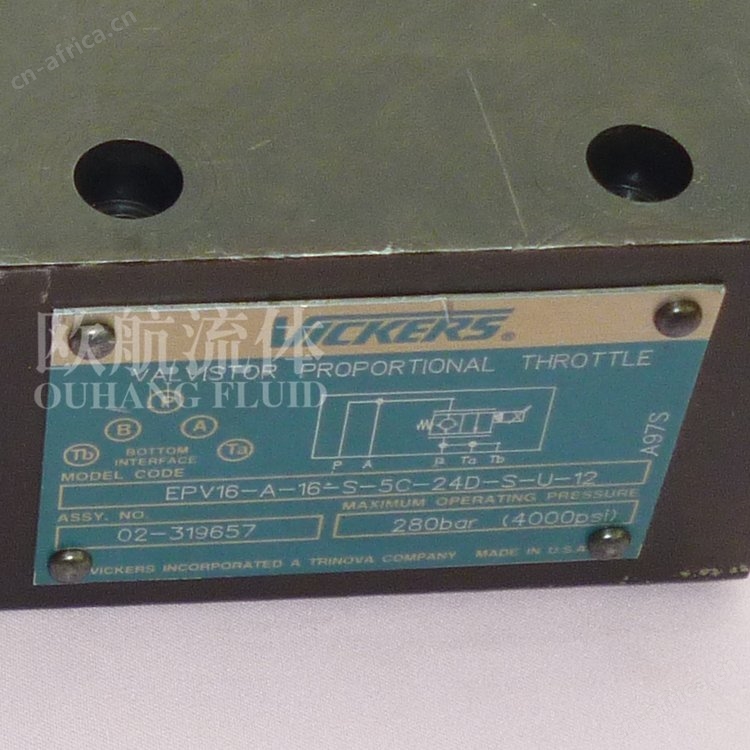 cn-africa.cn
欧航流体
OUHANG FLUID
VICKERS®
VALVISTOR PROPORTIONAL THROTTLE
P
B A
Tb Ta
BOTTOM
INTERFACE
P A B Ta Tb
A97S
MODEL CODE
EPV16-A-16-S-5C-24D-S-U-12
ASSY. NO.
MAXIMUM OPERATING PRESSURE
02-319657
280bar (4000psi)
VICKERS INCORPORATED A TRINOVA COMPANY MADE IN U.S.A.